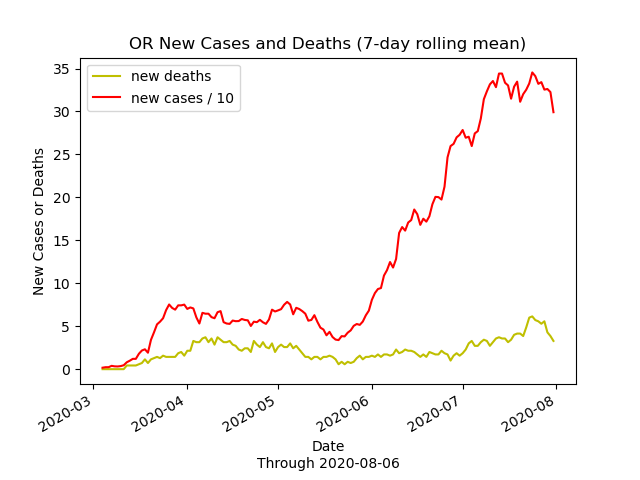 OR New Cases and Deaths (7-day rolling mean)
new deaths
new cases / 10
New Cases or Deaths
35
30
25
20
15
10
5
0
2020-03
2020-04
2020-05
2020-06
2020-07
2020-08
Date
Through 2020-08-06